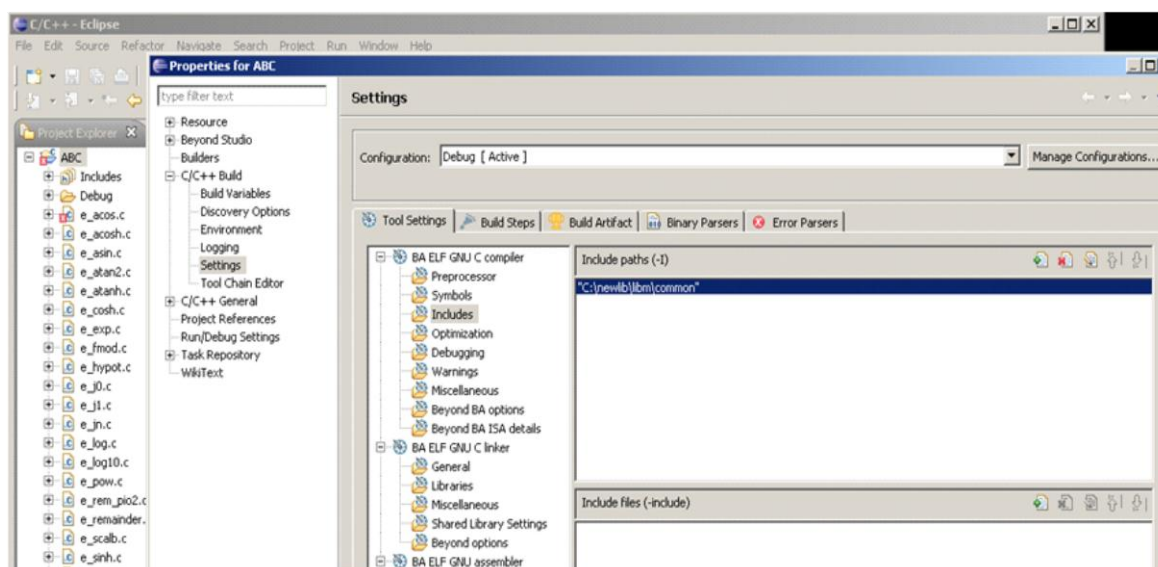 C/C++ - Eclipse
File Edit Source Refactor Navigate Search Project Run Window Help
Properties for ABC
type filter text
Settings
Project Explorer
ABC
Includes
Debug
e_acos.c
e_acosh.c
e_asin.c
e_atan2.c
e_atanh.c
e_cosh.c
e_exp.c
e_fmod.c
e_hypot.c
e_j0.c
e_j1.c
e_jn.c
e_log.c
e_log10.c
e_pow.c
e_rem_pio2.c
e_remainder.
e_scalb.c
e_sinh.c
Resource
Beyond Studio
Builders
C/C++ Build
Build Variables
Discovery Options
Environment
Logging
Settings
Tool Chain Editor
C/C++ General
Project References
Run/Debug Settings
Task Repository
WikiText
Configuration: Debug [ Active ] Manage Configurations...
Tool Settings Build Steps Build Artifact Binary Parsers Error Parsers
BA ELF GNU C compiler
Preprocessor
Symbols
Includes
Optimization
Debugging
Warnings
Miscellaneous
Beyond BA options
Beyond BA ISA details
BA ELF GNU C linker
General
Libraries
Miscellaneous
Shared Library Settings
Beyond options
BA ELF GNU assembler
Include paths (-I)
"C:\newlib\libm\common"
Include files (-include)